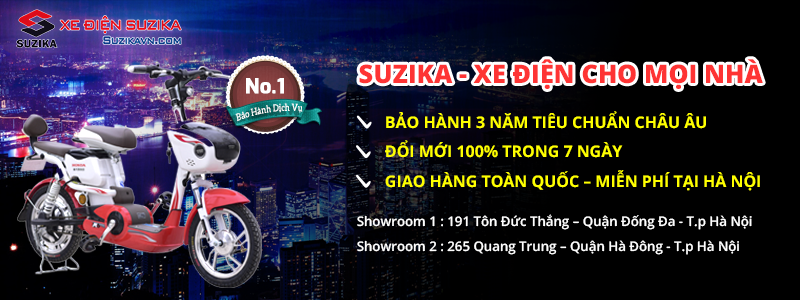 SUZIKA
XE ĐIỆN SUZIKA
SUZIKAVN.COM
No.1
Bảo Hành Dịch Vụ
SUZIKA - XE ĐIỆN CHO MỌI NHÀ
BẢO HÀNH 3 NĂM TIÊU CHUẨN CHÂU ÂU
ĐỔI MỚI 100% TRONG 7 NGÀY
GIAO HÀNG TOÀN QUỐC – MIỄN PHÍ TẠI HÀ NỘI
Showroom 1 : 191 Tôn Đức Thắng – Quận Đống Đa - T.p Hà Nội
Showroom 2 : 265 Quang Trung – Quận Hà Đông - T.p Hà Nội